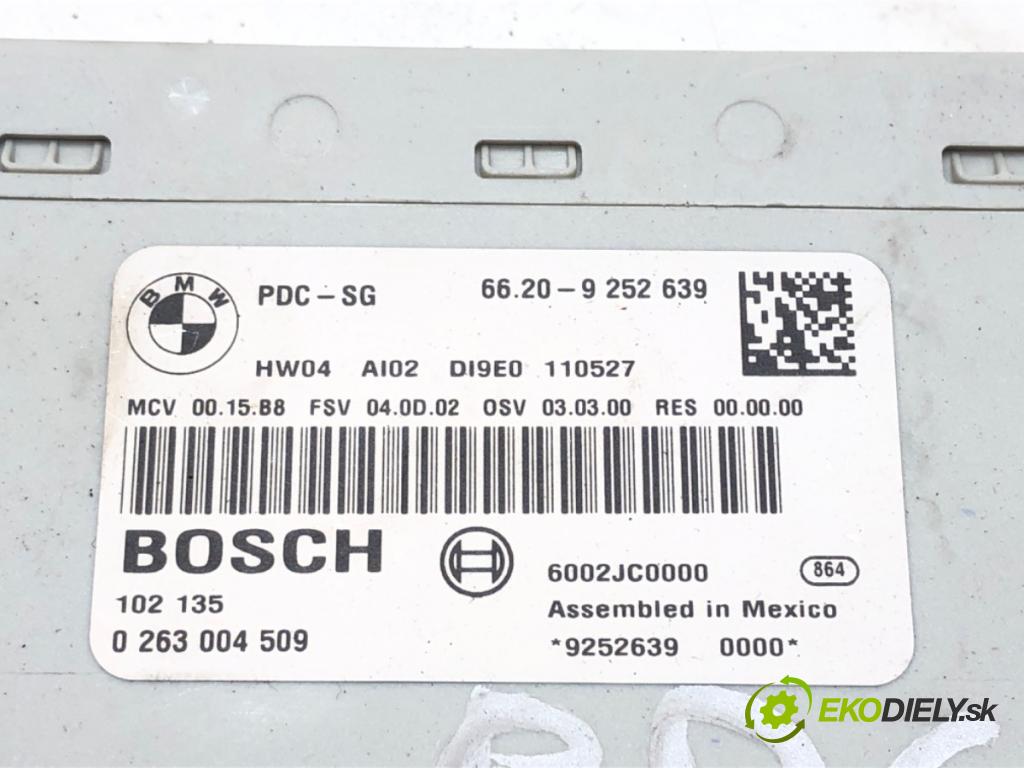 BMW
PDC-SG 66.20-9 252 639
HW04 AI02 DI9E0 110527
MCV 00.15.B8 FSV 04.0D.02 OSV 03.03.00 RES 00.00.00
BOSCH
6002JC0000 864
102 135 Assembled in Mexico
0 263 004 509 *9252639 0000*
PDC
EKODIELY.sk